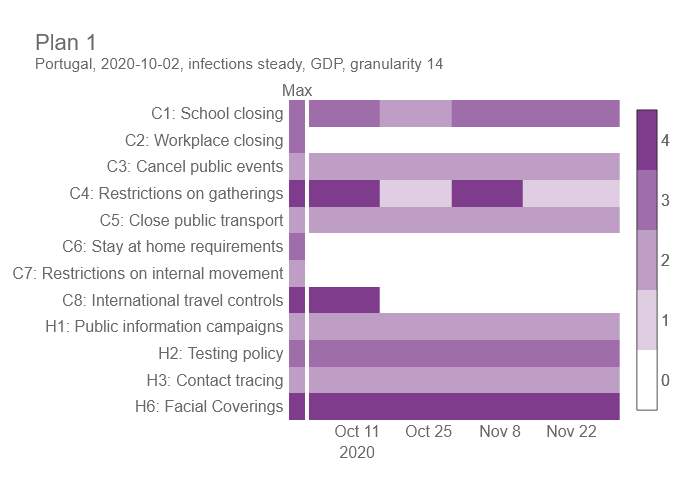 Plan 1
Portugal, 2020-10-02, infections steady, GDP, granularity 14
Max
C1: School closing
C2: Workplace closing
C3: Cancel public events
C4: Restrictions on gatherings
C5: Close public transport
C6: Stay at home requirements
C7: Restrictions on internal movement
C8: International travel controls
H1: Public information campaigns
H2: Testing policy
H3: Contact tracing
H6: Facial Coverings
Oct 11 Oct 25 Nov 8 Nov 22
2020
4
3
2
1
0